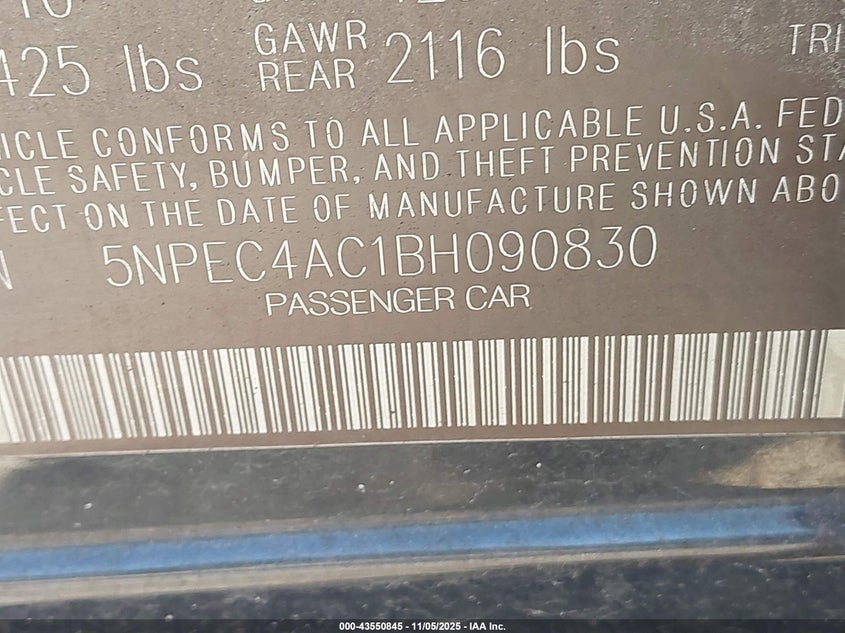 425 lbs GAWR REAR 2116 lbs TRI
ICLE CONFORMS TO ALL APPLICABLE U.S.A. FED
CLE SAFETY, BUMPER, AND THEFT PREVENTION STA
FECT ON THE DATE OF MANUFACTURE SHOWN ABO
N 5NPEC4AC1BH090830
PASSENGER CAR
000-43550845 - 11/05/2025 - IAA Inc.